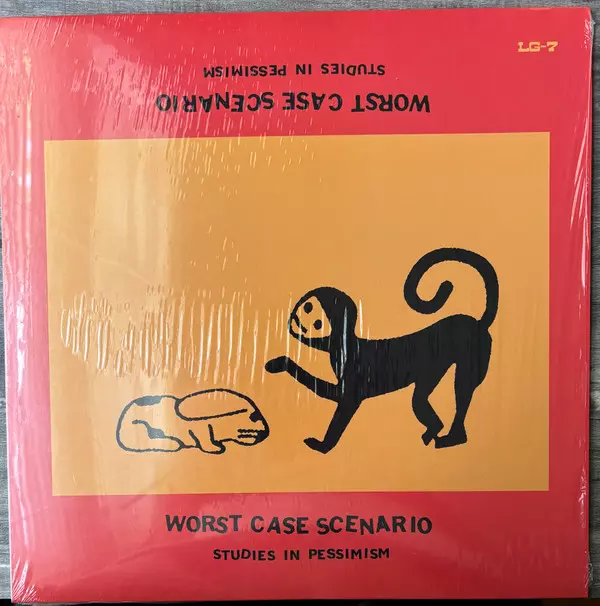 LG-7
STUDIES IN PESSIMISM
WORST CASE SCENARIO
WORST CASE SCENARIO
STUDIES IN PESSIMISM